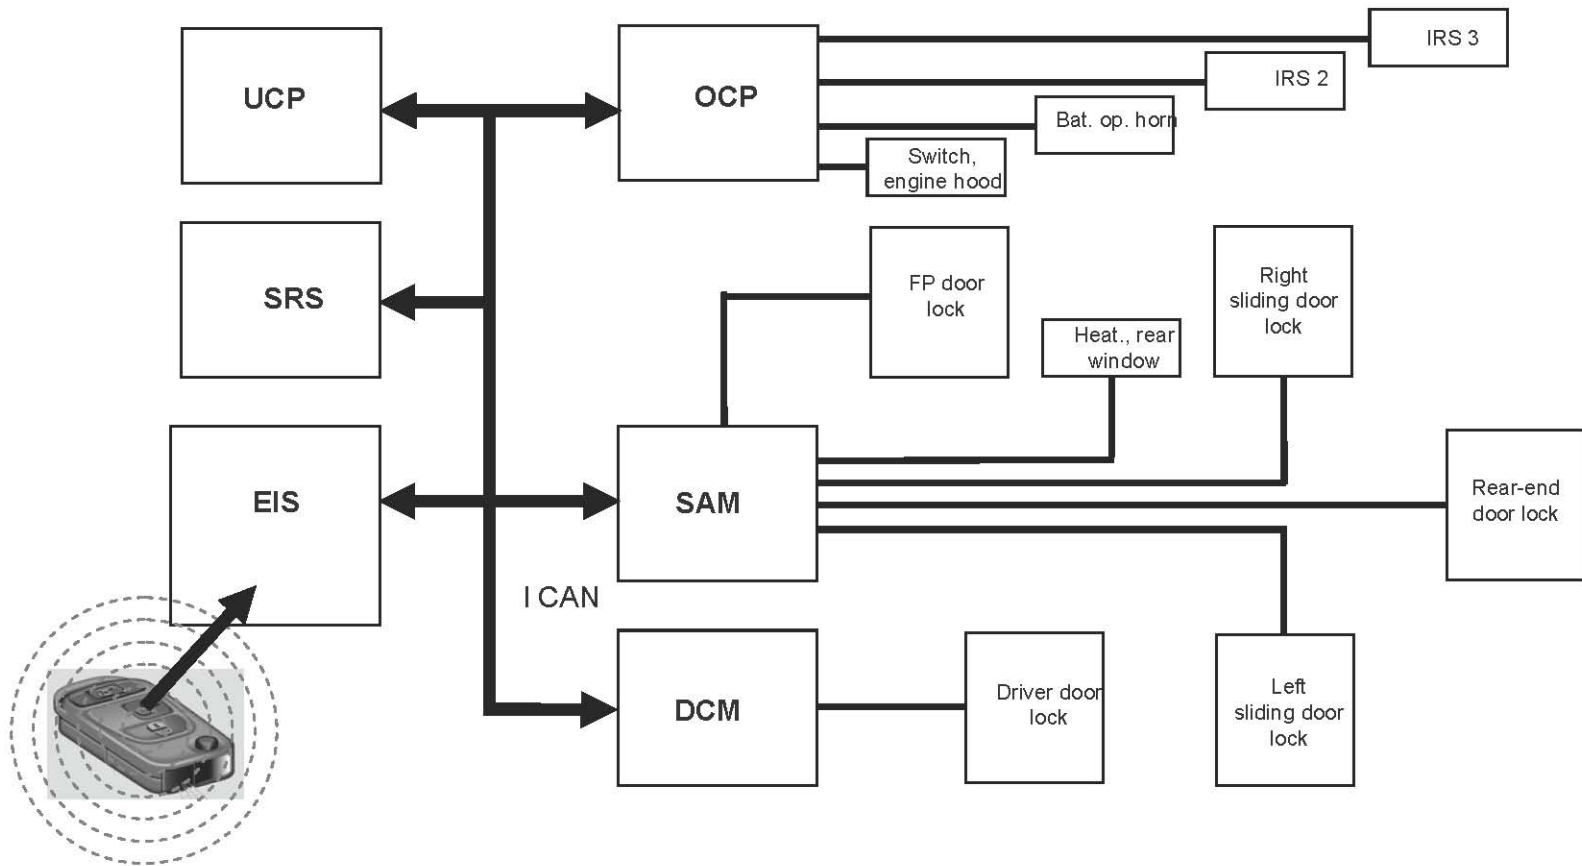 UCP
OCP
IRS 3
IRS 2
Bat. op. horn
Switch,
engine hood
SRS
FP door
lock
Heat., rear
window
Right
sliding door
lock
EIS
SAM
Rear-end
door lock
I CAN
DCM
Driver door
lock
Left
sliding door
lock